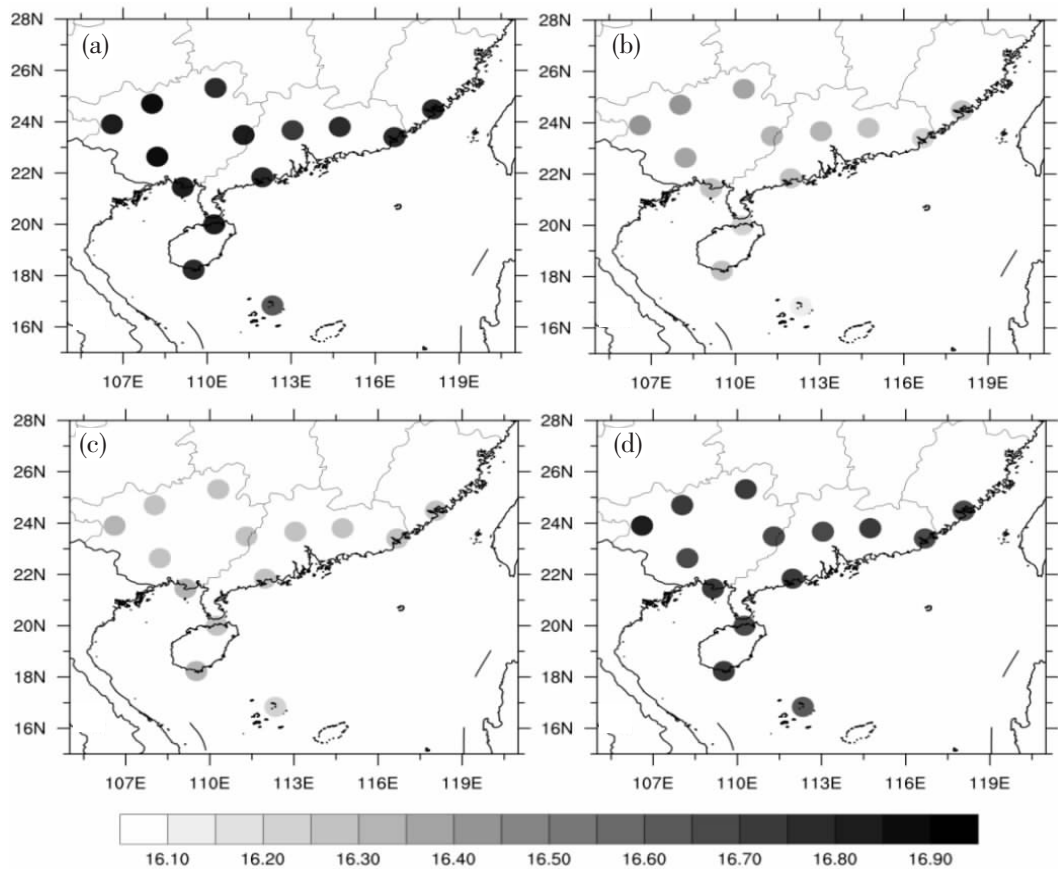 28N 28N
(a) (b)
26N 26N
24N 24N
22N 22N
20N 20N
18N 18N
16N 16N
107E 110E 113E 116E 119E 107E 110E 113E 116E 119E
28N 28N
(c) (d)
26N 26N
24N 24N
22N 22N
20N 20N
18N 18N
16N 16N
107E 110E 113E 116E 119E 107E 110E 113E 116E 119E
16.10 16.20 16.30 16.40 16.50 16.60 16.70 16.80 16.90